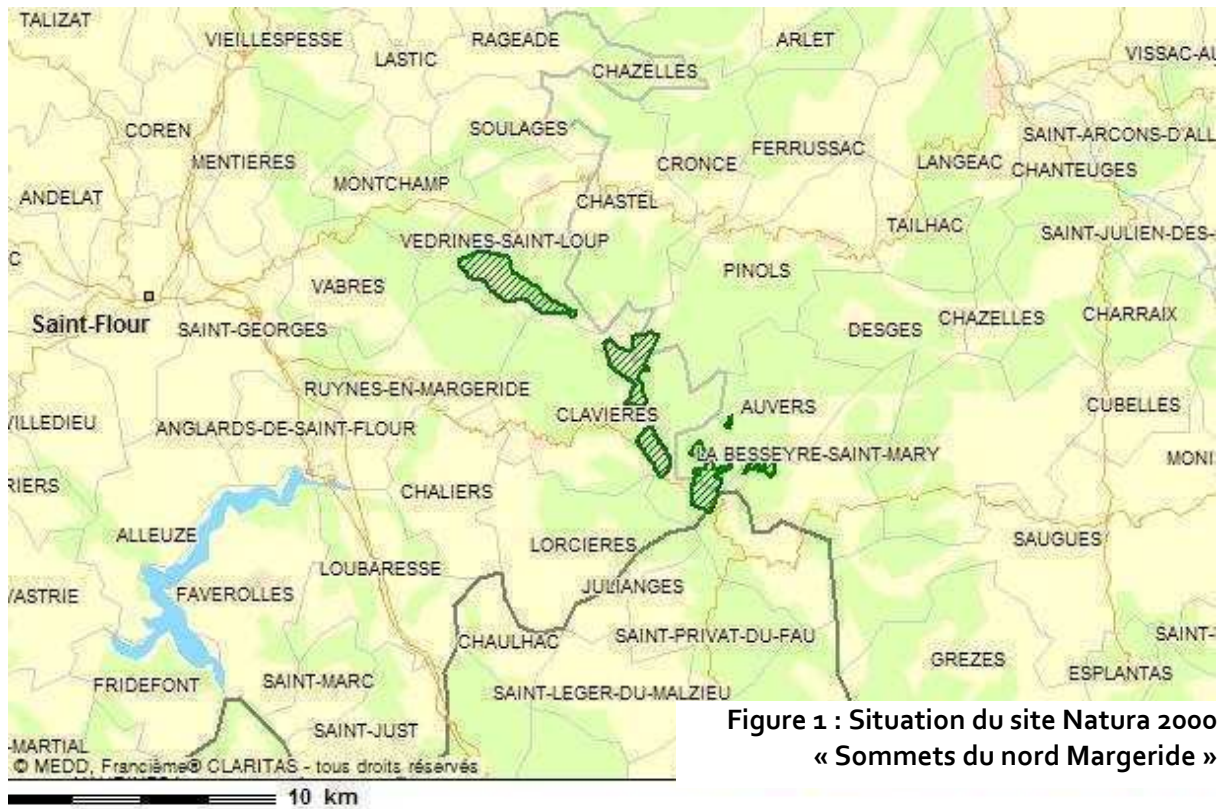 TALIZAT
VIEILLESPESSE
RAGEADE
ARLET
LASTIC
VISSAC-AU
CHAZELLES
COREN
SOULAGES
SAINT-ARCONS-D'ALL
MENTIERES
CRONCE
FERRUSSAC
LANGEAC
CHANTEUGES
MONTCHAMP
ANDELAT
CHASTEL
TAILHAC
SAINT-JULIEN-DES-
VEDRINES-SAINT-LOUP
C
PINOLS
VABRES
Saint-Flour
SAINT-GEORGES
DESGES
CHAZELLES
CHARRAIX
RUYNES-EN-MARGERIDE
CLAVIERES
AUVERS
CUBELLES
VILLEDIEU
ANGLARDS-DE-SAINT-FLOUR
LA BESSEYRE-SAINT-MARY
MONI
RIERS
CHALIERS
ALLEUZE
LORCIERES
SAUGUES
LOUBARESSE
JULIANGES
VASTRIE
FAVEROLLES
CHAULHAC
SAINT-PRIVAT-DU-FAU
SAINT-
GREZES
ESPLANTAS
FRIDEFONT
SAINT-MARC
SAINT-LEGER-DU-MALZIEU
SAINT-JUST
-MARTIAL
Figure 1 : Situation du site Natura 2000
« Sommets du nord Margeride »
© MEDD, Francième® CLARITAS - tous droits réservés
10 km